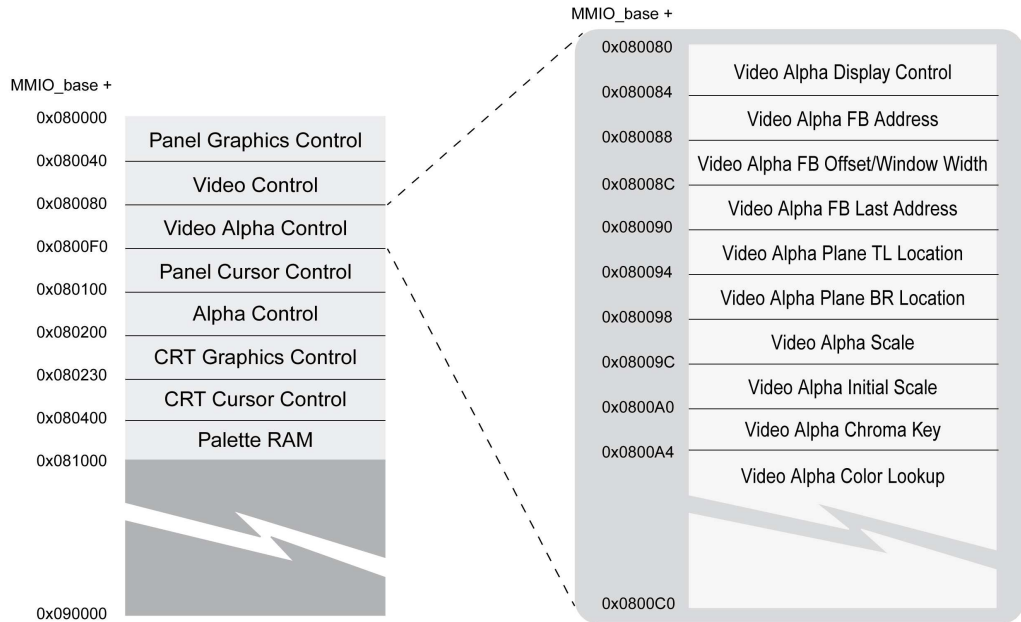 MMIO_base +
0x080000
Panel Graphics Control
0x080040
Video Control
0x080080
Video Alpha Control
0x0800F0
Panel Cursor Control
0x080100
Alpha Control
0x080200
CRT Graphics Control
0x080230
CRT Cursor Control
0x080400
Palette RAM
0x081000
0x090000
MMIO_base +
0x080080
Video Alpha Display Control
0x080084
Video Alpha FB Address
0x080088
Video Alpha FB Offset/Window Width
0x08008C
Video Alpha FB Last Address
0x080090
Video Alpha Plane TL Location
0x080094
Video Alpha Plane BR Location
0x080098
Video Alpha Scale
0x08009C
Video Alpha Initial Scale
0x0800A0
Video Alpha Chroma Key
0x0800A4
Video Alpha Color Lookup
0x0800C0